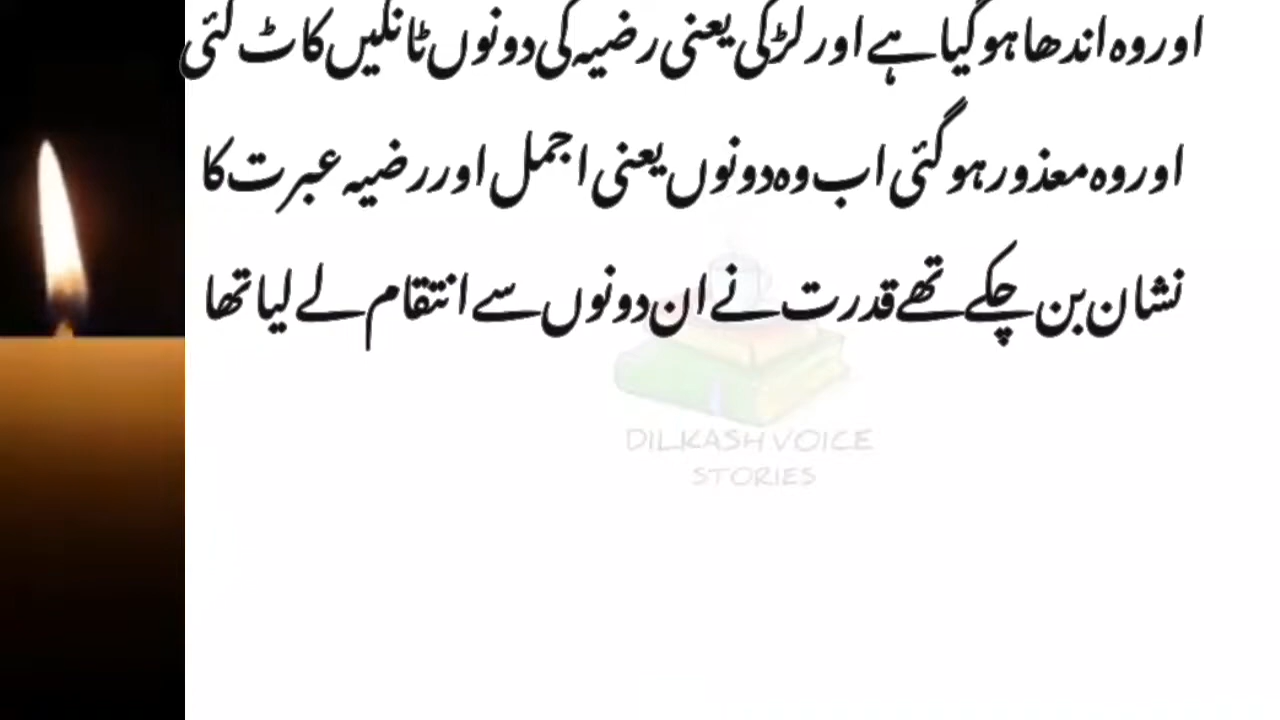 اور وہ اندھا ہو گیا ہے اور لڑکی یعنی رضیہ کی دونوں ٹانگیں کاٹ گئی
اور وہ معذور ہو گئی اب وہ دونوں یعنی اجمل اور رضیہ عبرت کا
نشان بن چکے تھے قدرت نے ان دونوں سے انتقام لے لیا تھا
DILKASH VOICE
STORIES